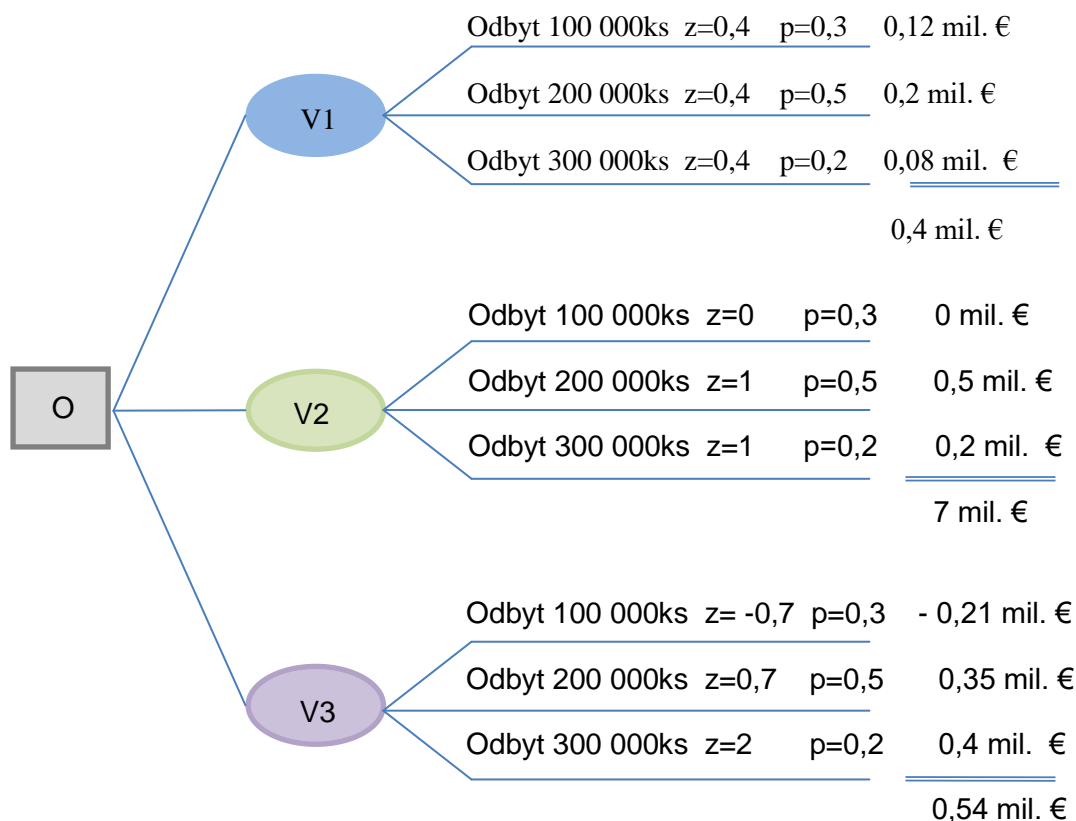 Odbyt 100 000ks z=0,4 p=0,3 0,12 mil. €
Odbyt 200 000ks z=0,4 p=0,5 0,2 mil. €
V1
Odbyt 300 000ks z=0,4 p=0,2 0,08 mil. €
0,4 mil. €
Odbyt 100 000ks z=0 p=0,3 0 mil. €
Odbyt 200 000ks z=1 p=0,5 0,5 mil. €
O
V2
Odbyt 300 000ks z=1 p=0,2 0,2 mil. €
7 mil. €
Odbyt 100 000ks z= -0,7 p=0,3 - 0,21 mil. €
Odbyt 200 000ks z=0,7 p=0,5 0,35 mil. €
V3
Odbyt 300 000ks z=2 p=0,2 0,4 mil. €
0,54 mil. €